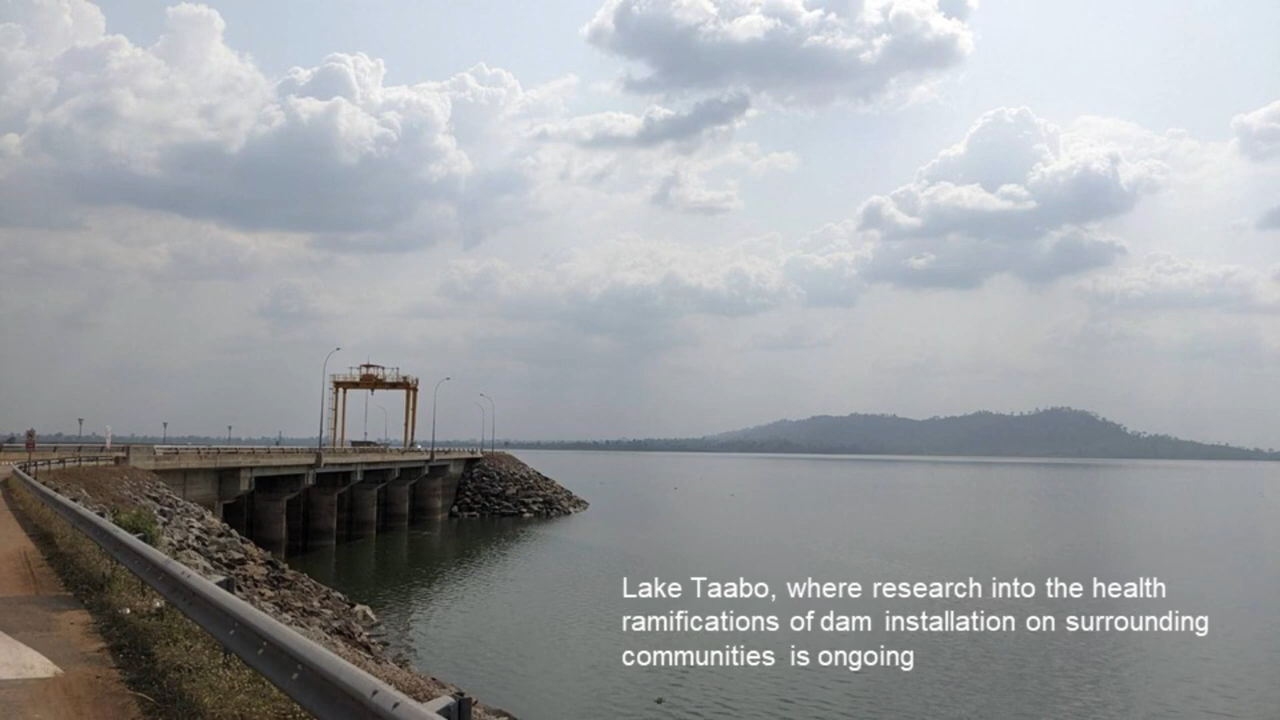 Lake Taabo, where research into the health
ramifications of dam installation on surrounding
communities is ongoing